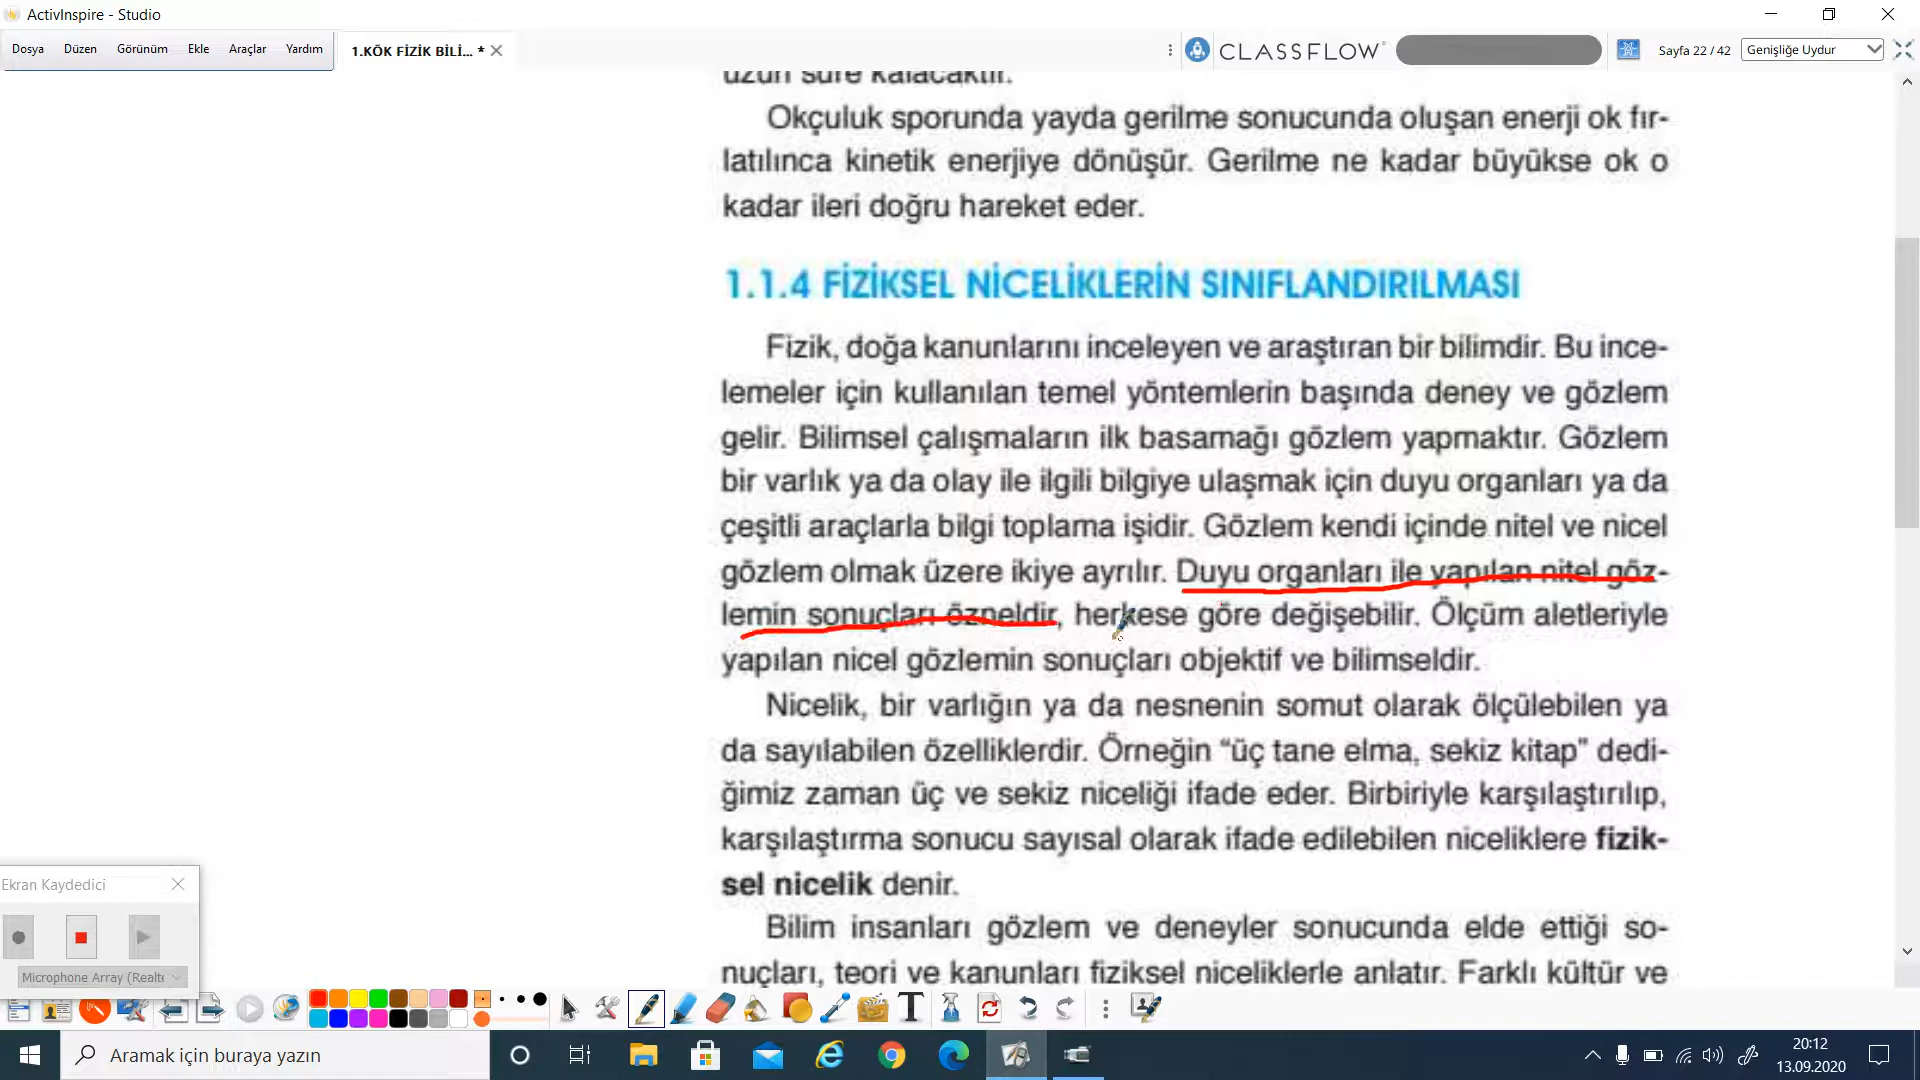 ActivInspire - Studio
Dosya Düzen Görünüm Ekle Araçlar Yardım
1.KÖK FİZİK BİLİ... *
CLASSFLOW
Sayfa 22 / 42
Genişliğe Uydur
uzun süre kalacaktır.
Okçuluk sporunda yayda gerilme sonucunda oluşan enerji ok fır-
latılınca kinetik enerjiye dönüşür. Gerilme ne kadar büyükse ok o
kadar ileri doğru hareket eder.
1.1.4 FİZİKSEL NİCELİKLERİN SINIFLANDIRILMASI
Fizik, doğa kanunlarını inceleyen ve araştıran bir bilimdir. Bu ince-
lemeler için kullanılan temel yöntemlerin başında deney ve gözlem
gelir. Bilimsel çalışmaların ilk basamağı gözlem yapmaktır. Gözlem
bir varlık ya da olay ile ilgili bilgiye ulaşmak için duyu organları ya da
çeşitli araçlarla bilgi toplama işidir. Gözlem kendi içinde nitel ve nicel
gözlem olmak üzere ikiye ayrılır. Duyu organları ile yapılan nitel göz-
lemin sonuçları özneldir, herkese göre değişebilir. Ölçüm aletleriyle
yapılan nicel gözlemin sonuçları objektif ve bilimseldir.
Nicelik, bir varlığın ya da nesnenin somut olarak ölçülebilen ya
da sayılabilen özelliklerdir. Örneğin “üç tane elma, sekiz kitap” dedi-
ğimiz zaman üç ve sekiz niceliği ifade eder. Birbiriyle karşılaştırılıp,
karşılaştırma sonucu sayısal olarak ifade edilebilen niceliklere fizik-
sel nicelik denir.
Bilim insanları gözlem ve deneyler sonucunda elde ettiği so-
nuçları, teori ve kanunları fiziksel niceliklerle anlatır. Farklı kültür ve
Ekran Kaydedici
Microphone Array (Realte
Aramak için buraya yazın
20:12
13.09.2020